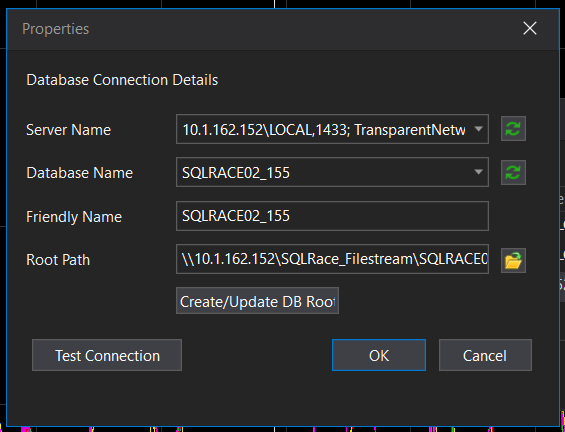 Properties
Database Connection Details
Server Name 10.1.162.152\LOCAL,1433; TransparentNetw
Database Name SQLRACE02_155
Friendly Name SQLRACE02_155
Root Path \\10.1.162.152\SQLRace_Filestream\SQLRACE0
Create/Update DB Root
Test Connection OK Cancel